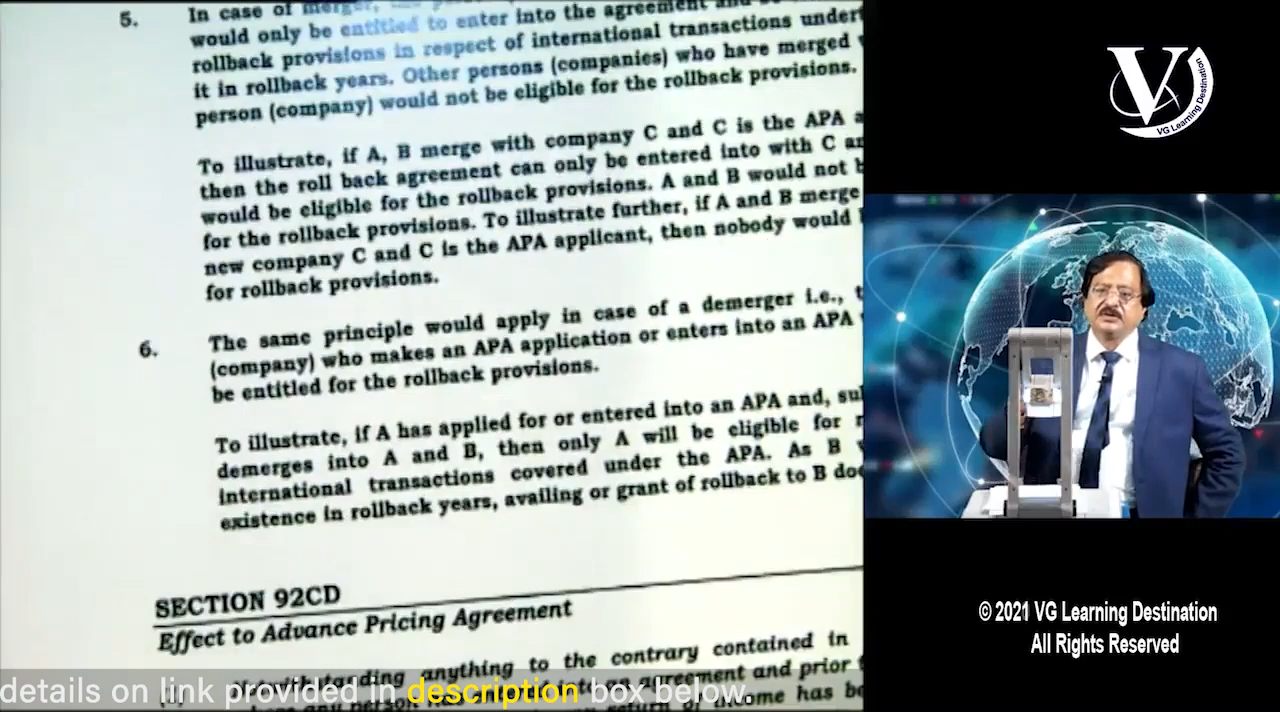 5. In case of merger,
would only be entitled to enter into the agreement and
rollback provisions in respect of international transactions under
it in rollback years. Other persons (companies) who have merged
person (company) would not be eligible for the rollback provisions.
To illustrate, if A, B merge with company C and C is the APA a
then the roll back agreement can only be entered into with C an
would be eligible for the rollback provisions. A and B would not b
for the rollback provisions. To illustrate further, if A and B merge
new company C and C is the APA applicant, then nobody would
for rollback provisions.
6. The same principle would apply in case of a demerger i.e., t
(company) who makes an APA application or enters into an APA
be entitled for the rollback provisions.
To illustrate, if A has applied for or entered into an APA and, su
demerges into A and B, then only A will be eligible for r
international transactions covered under the APA. As B
existence in rollback years, availing or grant of rollback to B doe
SECTION 92CD
Effect to Advance Pricing Agreement
anything to the contrary contained in
agreement and prior
details on link provided in description box below.
V
VG Learning Destination
© 2021 VG Learning Destination
All Rights Reserved